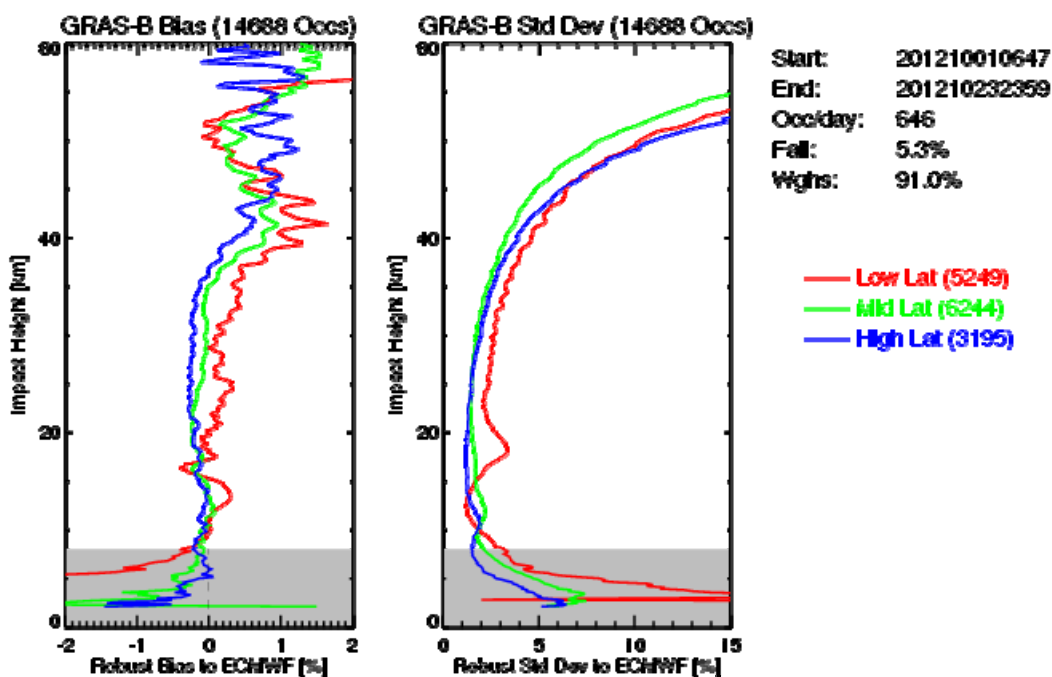 GRAS-B Bias (14688 Occs)
GRAS-B Std Dev (14688 Occs)
Start: 201210010647
End: 201210232359
Occ/day: 646
Fail: 5.3%
Wghs: 91.0%
Low Lat (5249)
Mid Lat (6244)
High Lat (3195)
Impact Height [km]
60
40
20
0
-2 -1 0 1 2
Robust Bias to ECMWF [%]
Impact Height [km]
60
40
20
0
0 5 10 15
Robust Std Dev to ECMWF [%]